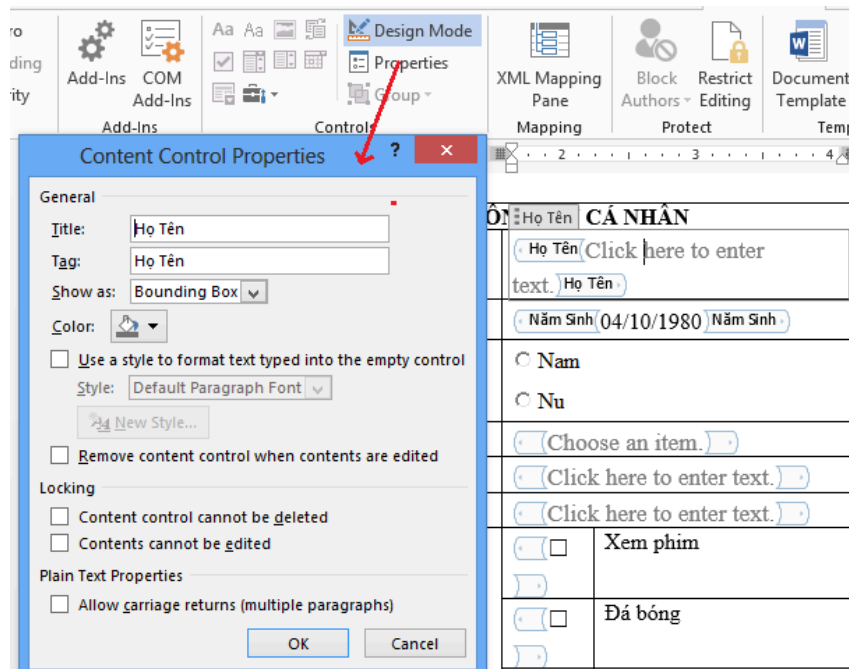 ro
ding
ity
Add-Ins
COM
Add-Ins
Add-Ins
Aa Aa
Design Mode
Properties
Group
Controls
XML Mapping
Pane
Mapping
Block
Authors
Restrict
Editing
Protect
Document
Template
Temp
2 3 4
Content Control Properties ? ×
General
Title: Họ Tên
Tag: Họ Tên
Show as: Bounding Box
Color:
Use a style to format text typed into the empty control
Style: Default Paragraph Font
New Style...
Remove content control when contents are edited
Locking
Content control cannot be deleted
Contents cannot be edited
Plain Text Properties
Allow carriage returns (multiple paragraphs)
OK Cancel
Họ Tên CÁ NHÂN
Họ Tên Click here to enter
text. Họ Tên
Năm Sinh 04/10/1980 Năm Sinh
Nam
Nu
Choose an item.
Click here to enter text.
Click here to enter text.
Xem phim
Đá bóng